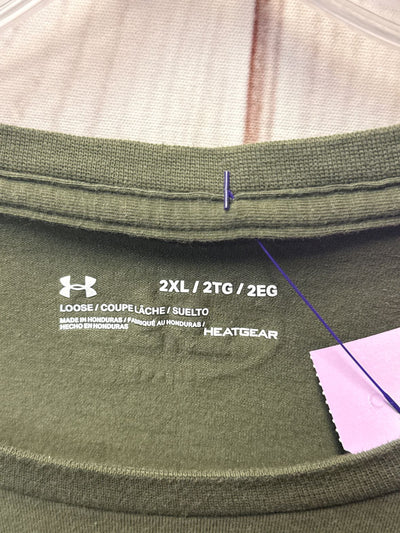 2XL / 2TG / 2EG
LOOSE / COUPE LÂCHE / SUELTO
MADE IN HONDURAS / FABRIQUÉ AU HONDURAS /
HECHO EN HONDURAS
HEATGEAR